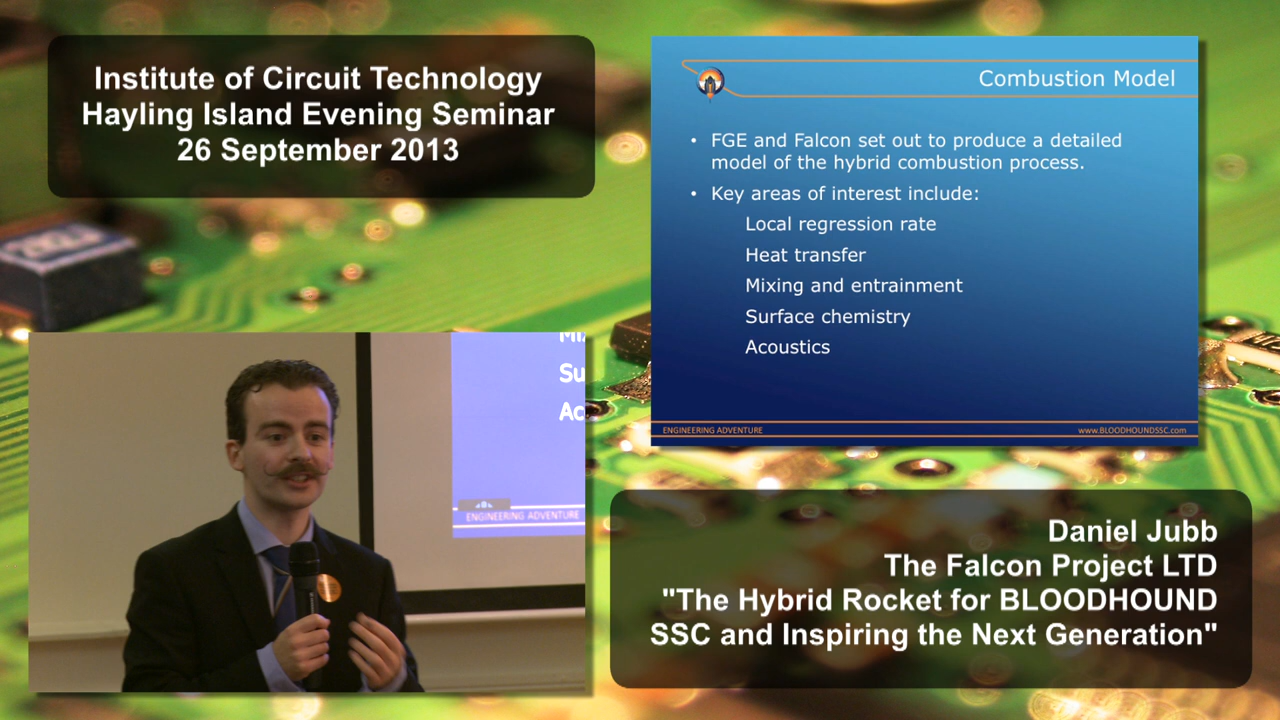 Institute of Circuit Technology
Hayling Island Evening Seminar
26 September 2013
Combustion Model
• FGE and Falcon set out to produce a detailed
model of the hybrid combustion process.
• Key areas of interest include:
Local regression rate
Heat transfer
Mixing and entrainment
Surface chemistry
Acoustics
ENGINEERING ADVENTURE
www.BLOODHOUNDSSC.com
Su
Ac
ENGINEERING ADVENTURE
Daniel Jubb
The Falcon Project LTD
"The Hybrid Rocket for BLOODHOUND
SSC and Inspiring the Next Generation"